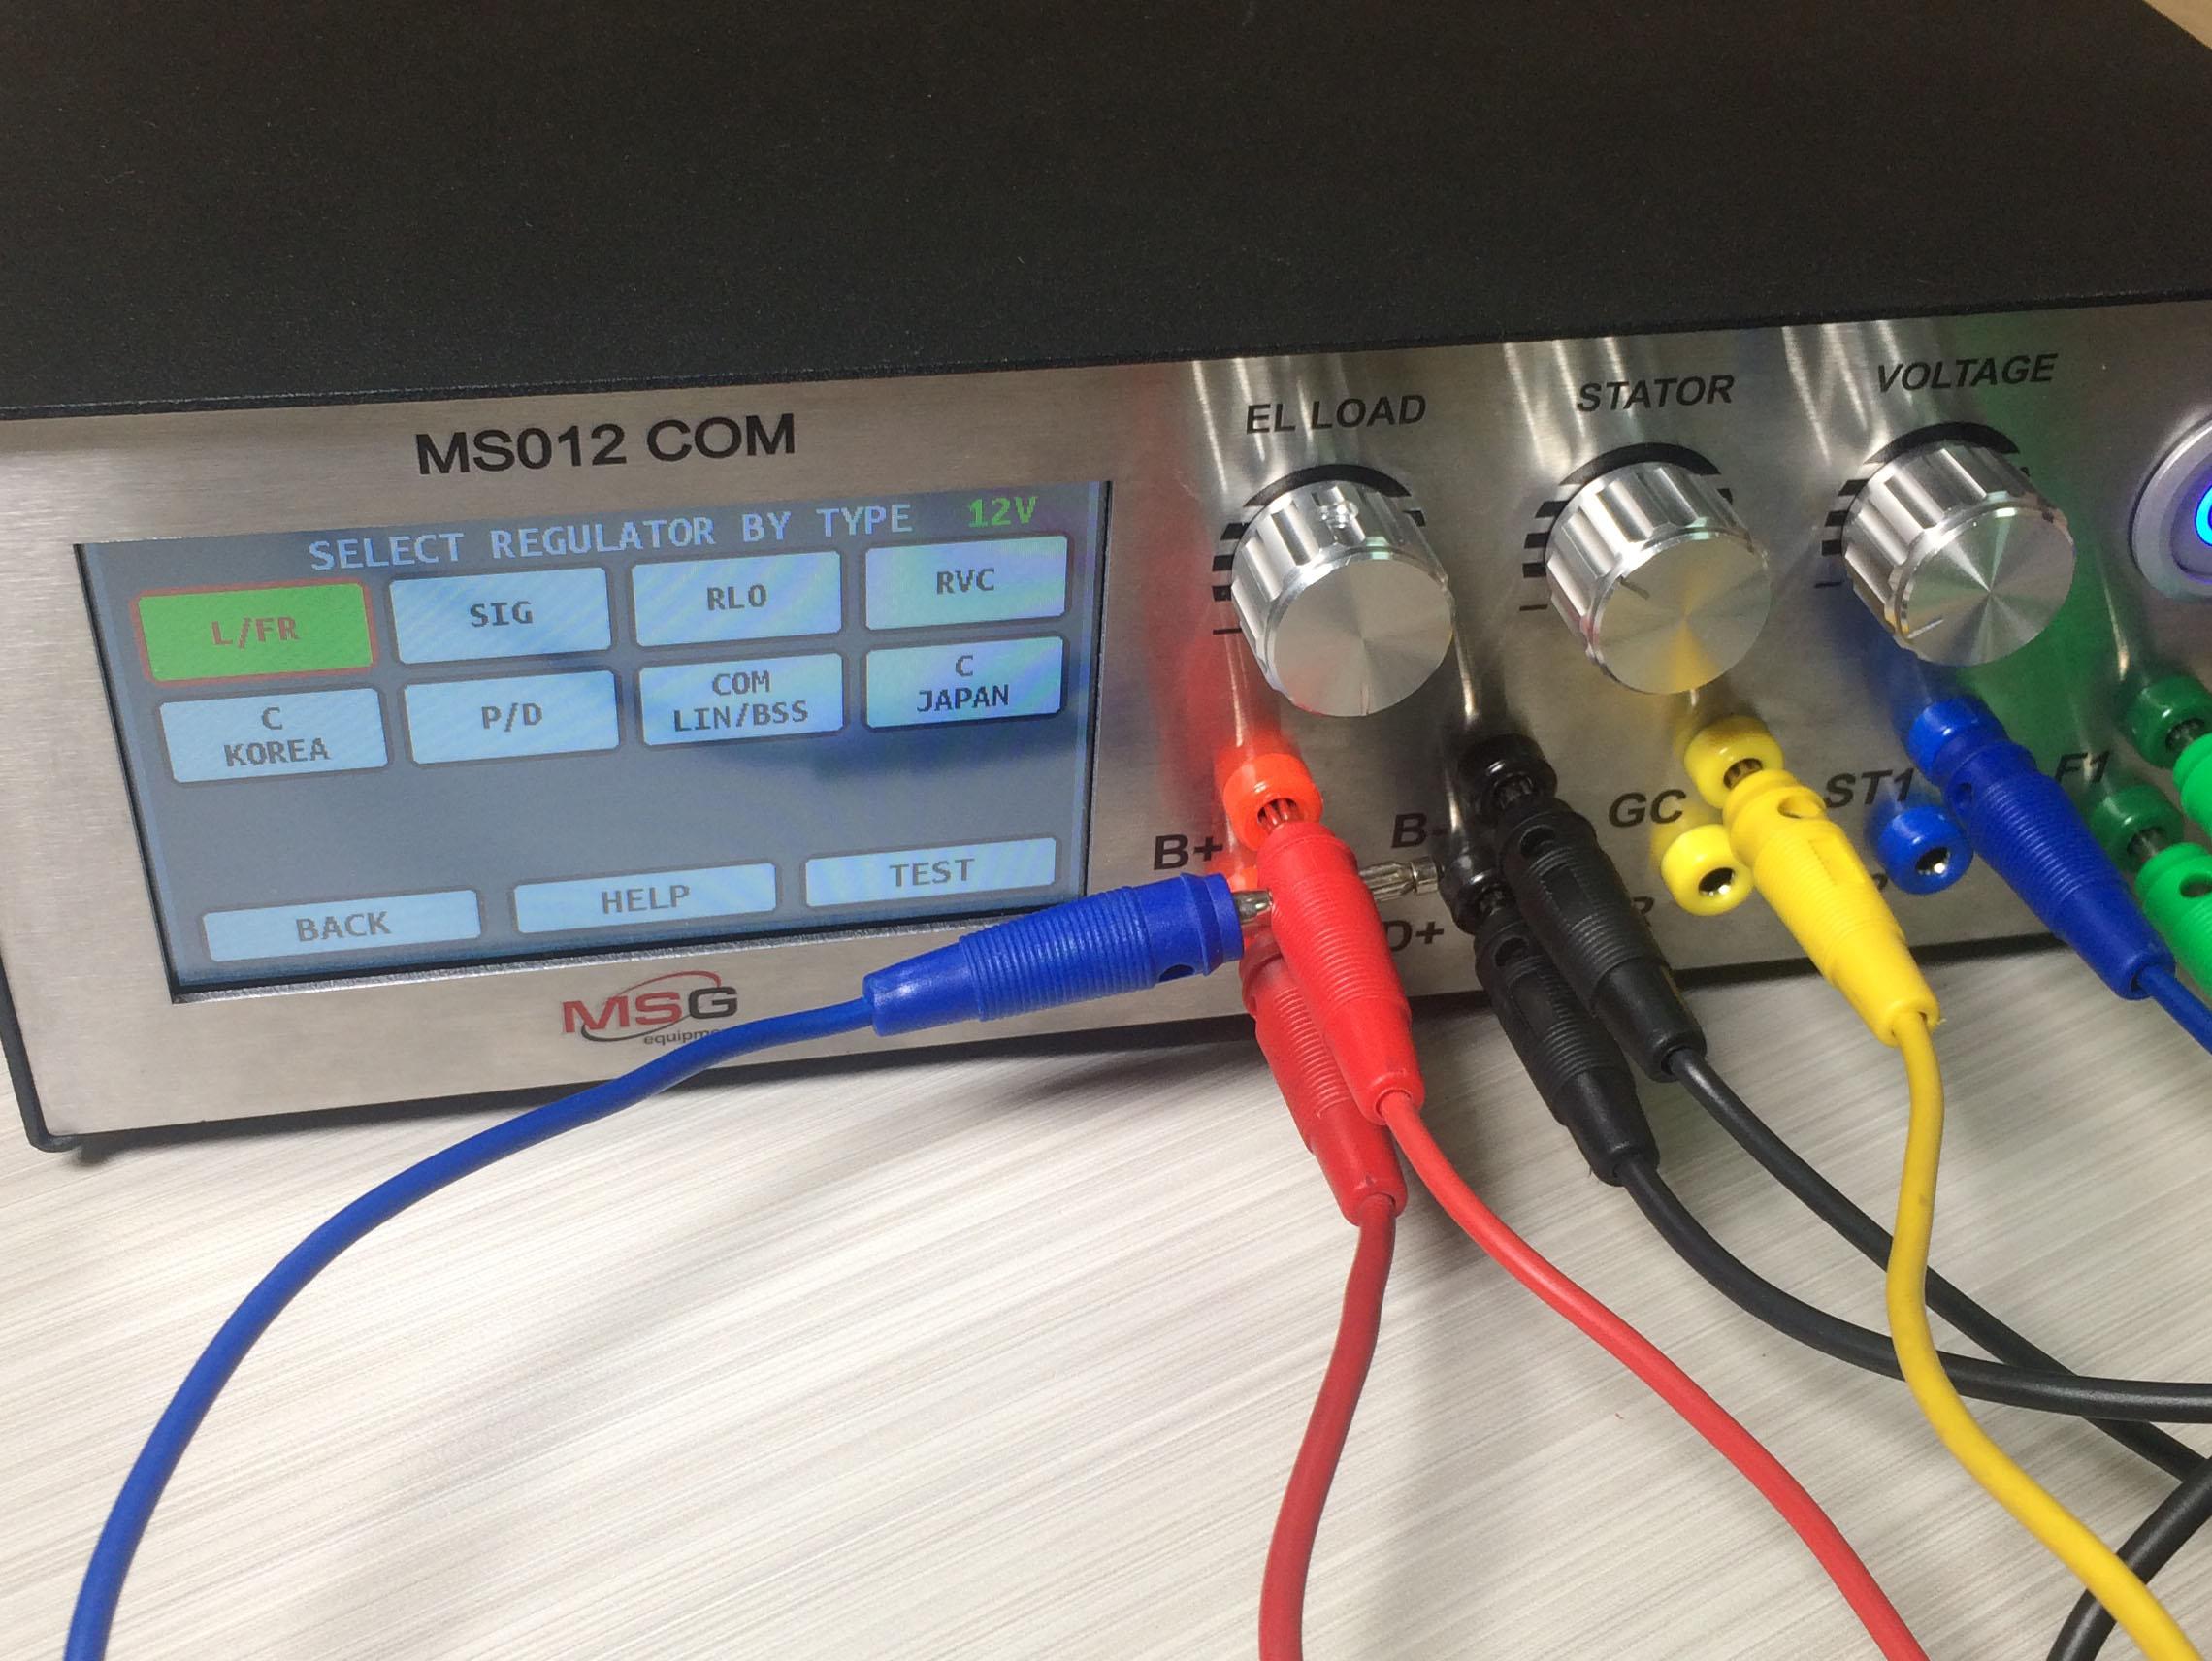 MS012 COM
SELECT REGULATOR BY TYPE 12V
L/FR
SIG
RLO
RVC
C
KOREA
P/D
COM
LIN/BSS
C
JAPAN
BACK
HELP
TEST
MSG
EL LOAD
STATOR
VOLTAGE
B+
B-
GC
ST1
F1
D+